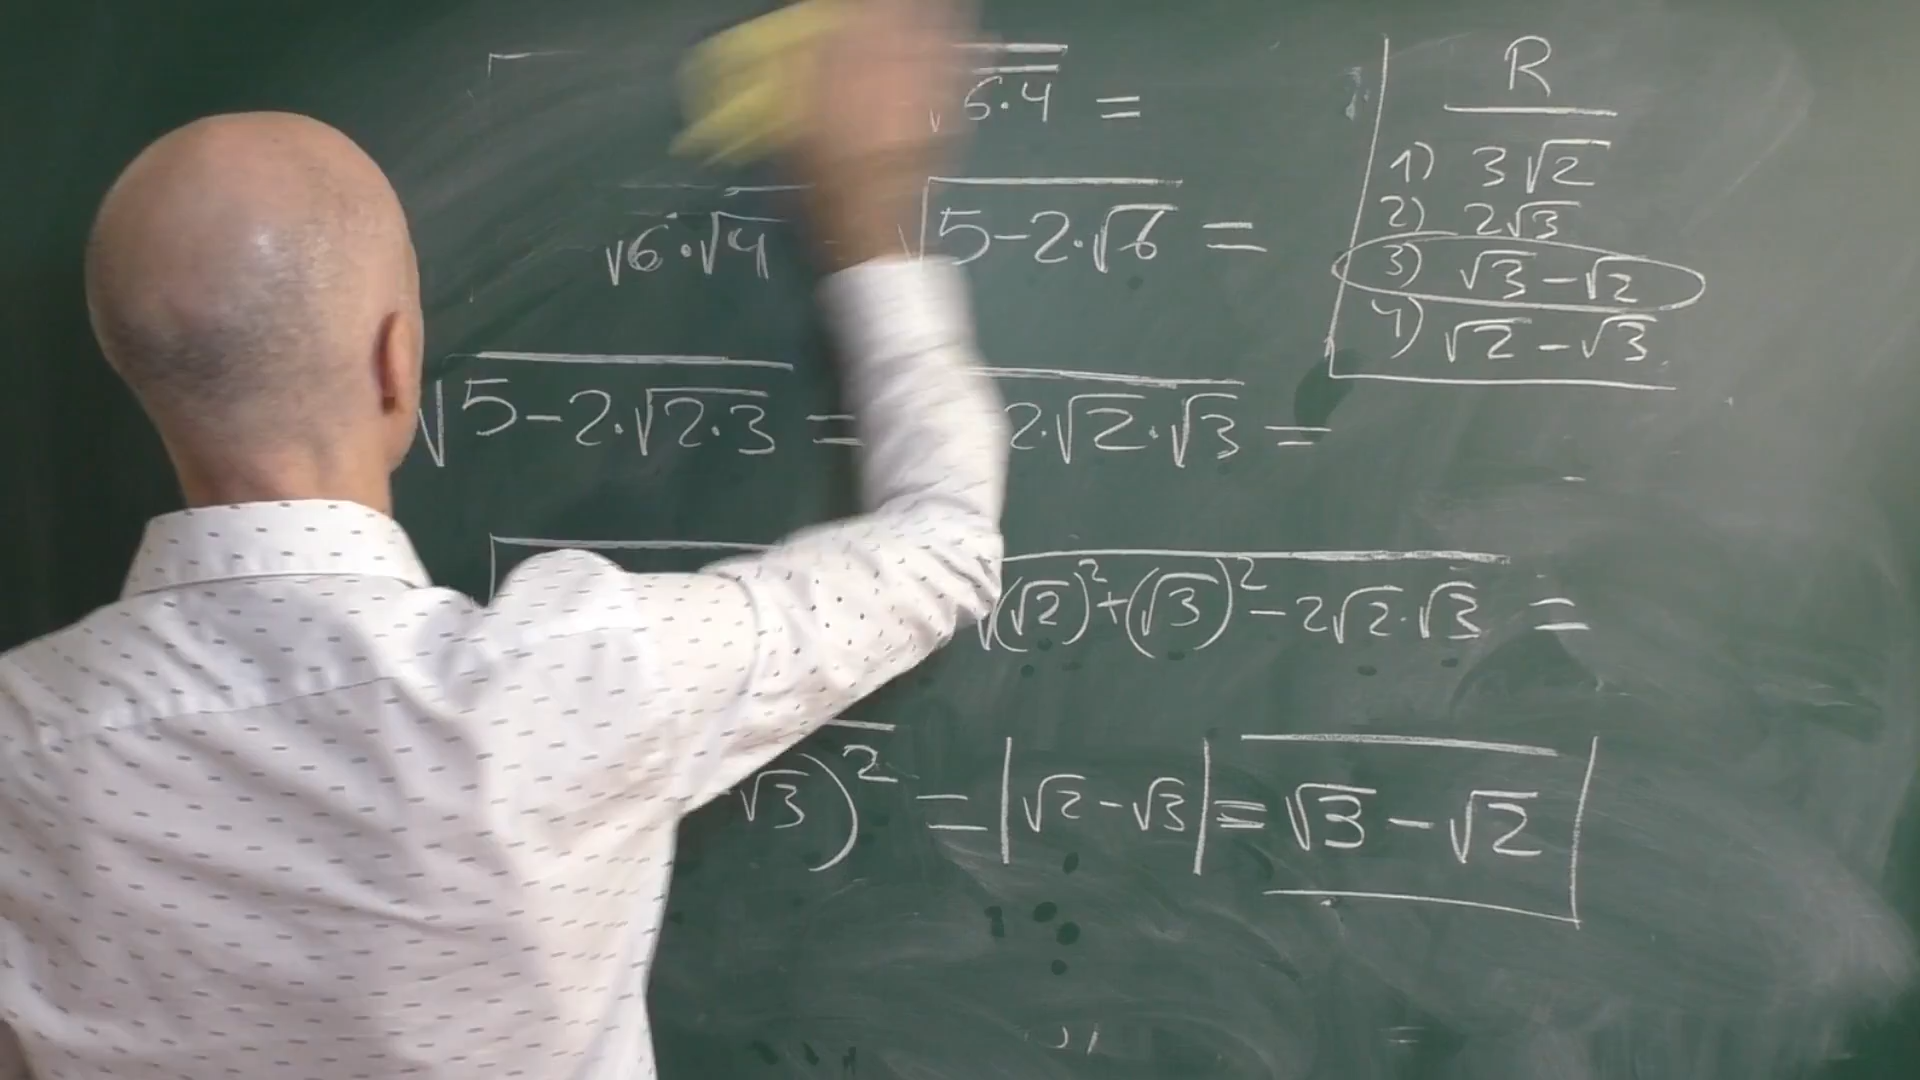 √6·4 =
√6·√4 √5-2·√6 =
√5-2·√2·3 = 2·√2·√3 =
√(√2)²+(√3)²-2√2·√3 =
√3)² = |√2-√3| = √3-√2
R
1) 3√2
2) 2√3
3) √3-√2
4) √2-√3